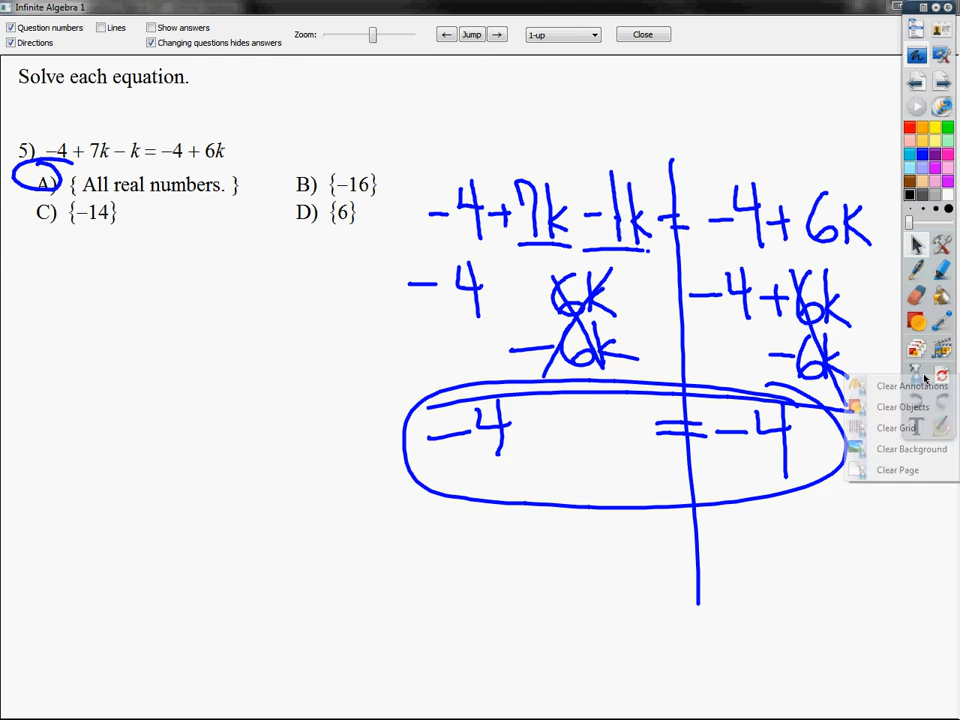 Infinite Algebra 1
Question numbers Lines Show answers
Directions Changing questions hides answers
Zoom: ← Jump → 1-up Close
Solve each equation.
5) −4 + 7k − k = −4 + 6k
A) { All real numbers. } B) {−16}
C) {−14} D) {6}
-4+7k -1k = -4+6k
-4 6k -4+6k
-6k -6k
-4 = -4
Clear Annotations
Clear Objects
Clear Grid
Clear Background
Clear Page